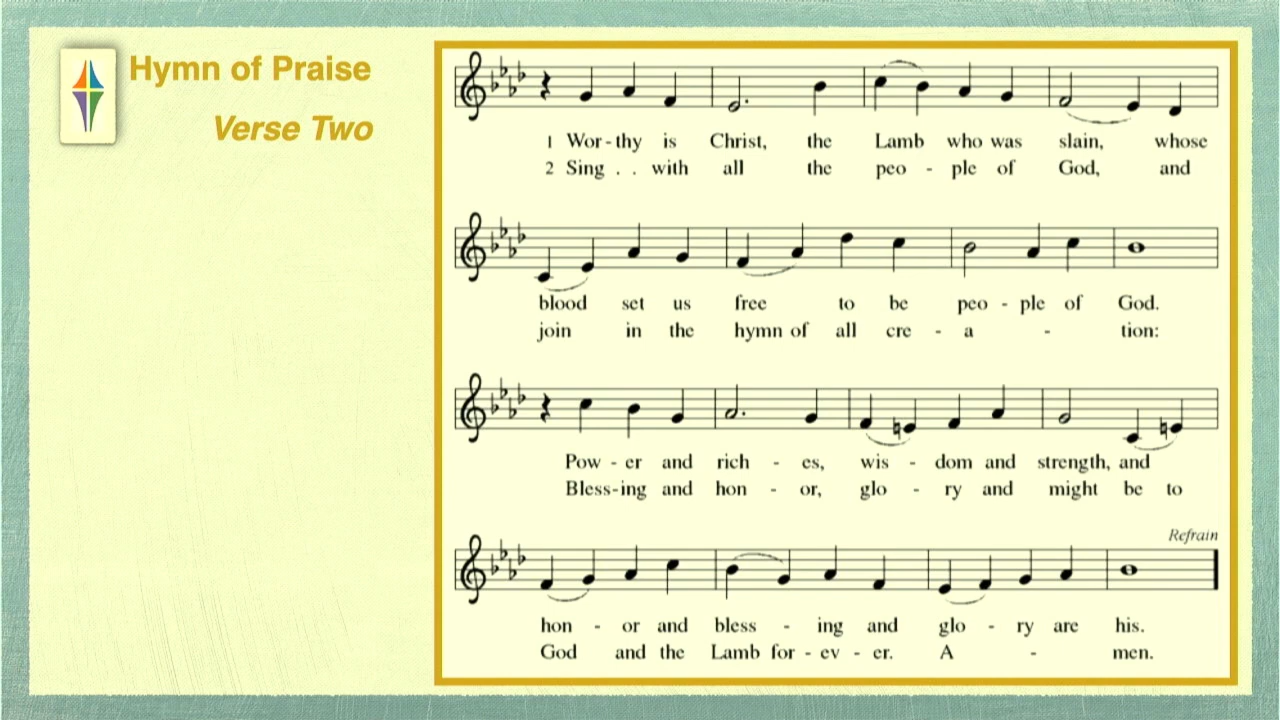 Hymn of Praise
Verse Two
1 Wor - thy is Christ, the Lamb who was slain, whose
2 Sing . . with all the peo - ple of God, and
blood set us free to be peo - ple of God.
join in the hymn of all cre - a - tion:
Pow - er and rich - es, wis - dom and strength, and
Bless - ing and hon - or, glo - ry and might be to
Refrain
hon - or and bless - ing and glo - ry are his.
God and the Lamb for - ev - er. A - men.